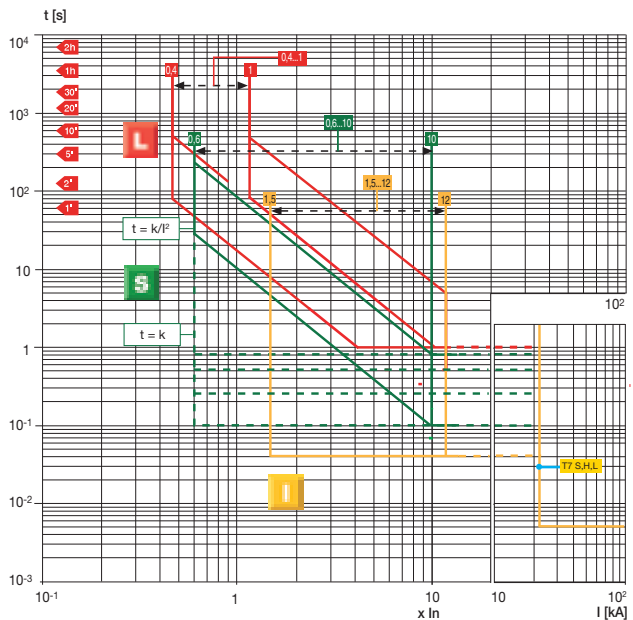 t [s]
10⁴
2h
1h
0,4
1
0,4...1
30'
20'
10³
10'
L
0,6
0,6...10
10
5'
2'
10²
1'
1,5
1,5...12
12
t = k/I²
10
S
10²
t = k
1
10⁻¹
T7 S,H,L
I
10⁻²
10⁻³
10⁻¹
1
10
x In
10
10²
I [kA]